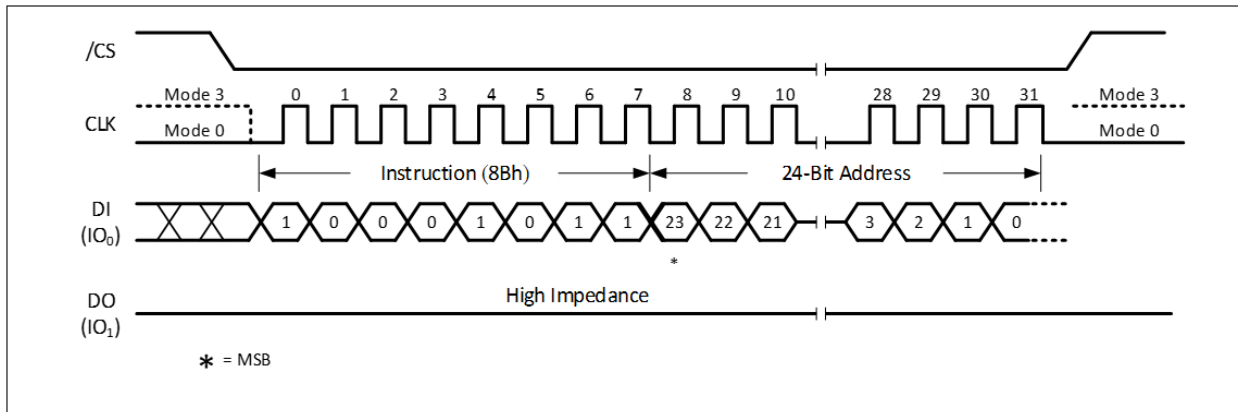 /CS
Mode 3 0 1 2 3 4 5 6 7 8 9 10 28 29 30 31 Mode 3
CLK
Mode 0 Mode 0
Instruction (8Bh) 24-Bit Address
DI
(IO₀)
1 0 0 0 1 0 1 1 23 22 21 3 2 1 0
*
DO
(IO₁)
High Impedance
* = MSB